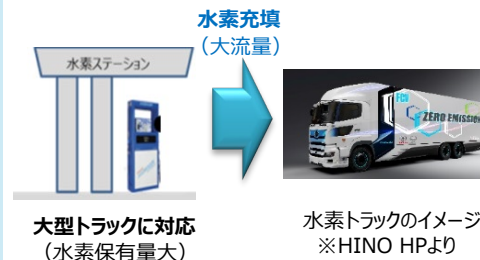 水素充填
（大流量）
水素ステーション
FCV
ZERO EMISSION
大型トラックに対応
（水素保有量大）
水素トラックのイメージ
※HINO HPより